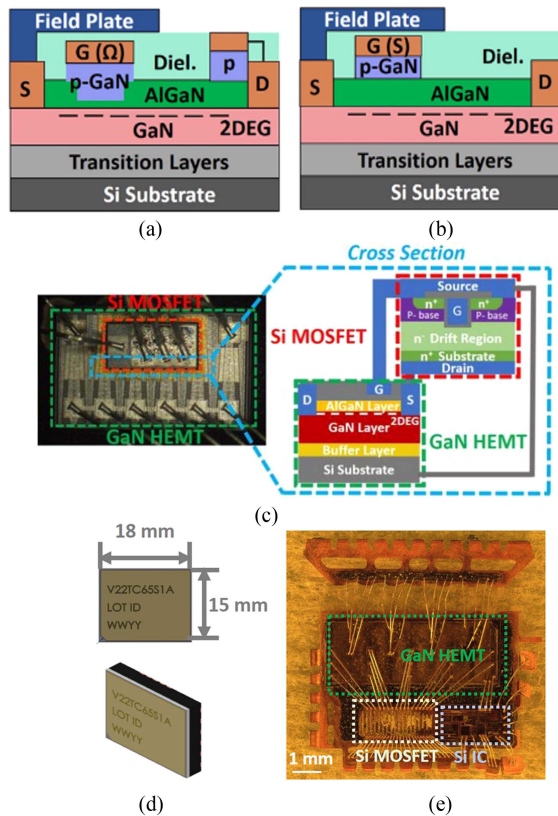 Field Plate
G (Ω)
Diel.
p-GaN
p
S
D
AlGaN
GaN
2DEG
Transition Layers
Si Substrate
(a)
Field Plate
G (S)
Diel.
p-GaN
S
D
AlGaN
GaN
2DEG
Transition Layers
Si Substrate
(b)
Cross Section
Si MOSFET
GaN HEMT
Si MOSFET
Source
n⁺
n⁺
G
P- base
P- base
n⁻ Drift Region
n⁺ Substrate
Drain
G
D
S
AlGaN Layer
2DEG
GaN Layer
Buffer Layer
Si Substrate
GaN HEMT
(c)
18 mm
V22TC65S1A
LOT ID
WWYY
15 mm
V22TC65S1A
LOT ID
WWYY
(d)
GaN HEMT
Si MOSFET
Si IC
1 mm
(e)